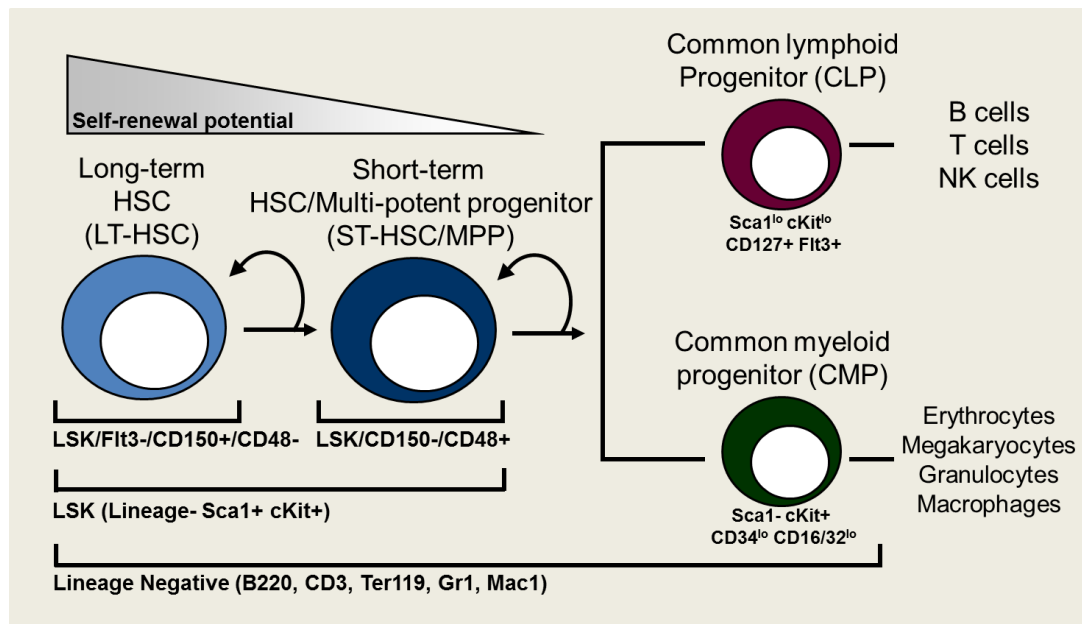 Self-renewal potential
Long-term
HSC
(LT-HSC)
Short-term
HSC/Multi-potent progenitor
(ST-HSC/MPP)
LSK/Flt3-/CD150+/CD48-
LSK/CD150-/CD48+
LSK (Lineage- Sca1+ cKit+)
Lineage Negative (B220, CD3, Ter119, Gr1, Mac1)
Common lymphoid
Progenitor (CLP)
Sca1lo cKitlo
CD127+ Flt3+
B cells
T cells
NK cells
Common myeloid
progenitor (CMP)
Sca1- cKit+
CD34lo CD16/32lo
Erythrocytes
Megakaryocytes
Granulocytes
Macrophages